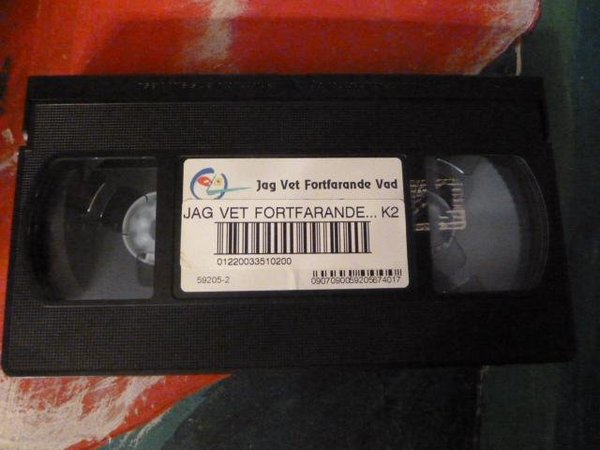 Jag Vet Fortfarande Vad
JAG VET FORTFARANDE... K2
01220033510200
59205-2
0907090059205674017